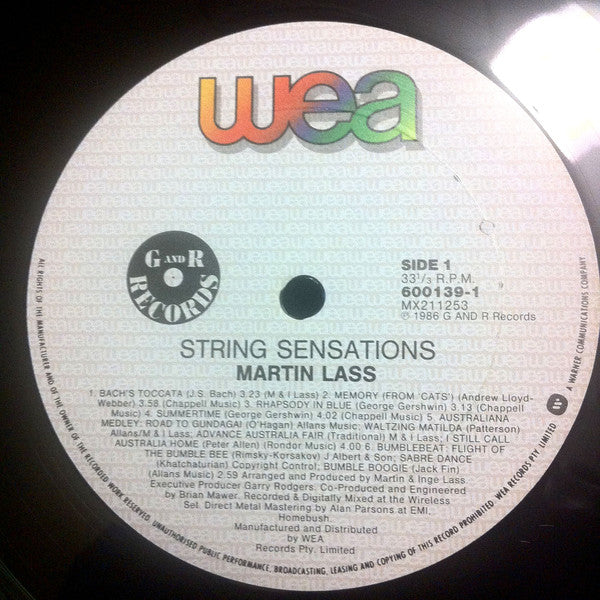 wea
G AND R
RECORDS
SIDE 1
33 1/3 R.P.M.
600139-1
MX211253
℗ 1986 G AND R Records
STRING SENSATIONS
MARTIN LASS
1. BACH'S TOCCATA (J.S. Bach) 3.23 (M & I Lass) 2. MEMORY (FROM 'CATS') (Andrew Lloyd-
Webber) 3.58 (Chappell Music) 3. RHAPSODY IN BLUE (George Gershwin) 3.13 (Chappell
Music) 4. SUMMERTIME (George Gershwin) 4.02 (Chappell Music) 5. AUSTRALIANA
MEDLEY: ROAD TO GUNDAGAI (O'Hagan) Allans Music; WALTZING MATILDA (Patterson)
Allans/M & I Lass; ADVANCE AUSTRALIA FAIR (Traditional) M & I Lass; I STILL CALL
AUSTRALIA HOME (Peter Allen) (Rondor Music) 4.00 6. BUMBLEBEAT: FLIGHT OF
THE BUMBLE BEE (Rimsky-Korsakov) J Albert & Son; SABRE DANCE
(Khatchaturian) Copyright Control; BUMBLE BOOGIE (Jack Fin)
(Allans Music) 2.59 Arranged and Produced by Martin & Inge Lass
Executive Producer Garry Rodgers. Co-Produced and Engineered
by Brian Mawer. Recorded & Digitally Mixed at the Wireless
Set. Direct Metal Mastering by Alan Parsons at EMI,
Homebush.
Manufactured and Distributed
by WEA
Records Pty. Limited
ALL RIGHTS OF THE MANUFACTURER AND OF THE OWNER OF THE RECORDED WORK RESERVED. UNAUTHORISED PUBLIC PERFORMANCE, BROADCASTING, LEASING AND COPYING OF THIS RECORD PROHIBITED. WEA RECORDS PTY. LIMITED
A WARNER COMMUNICATIONS COMPANY